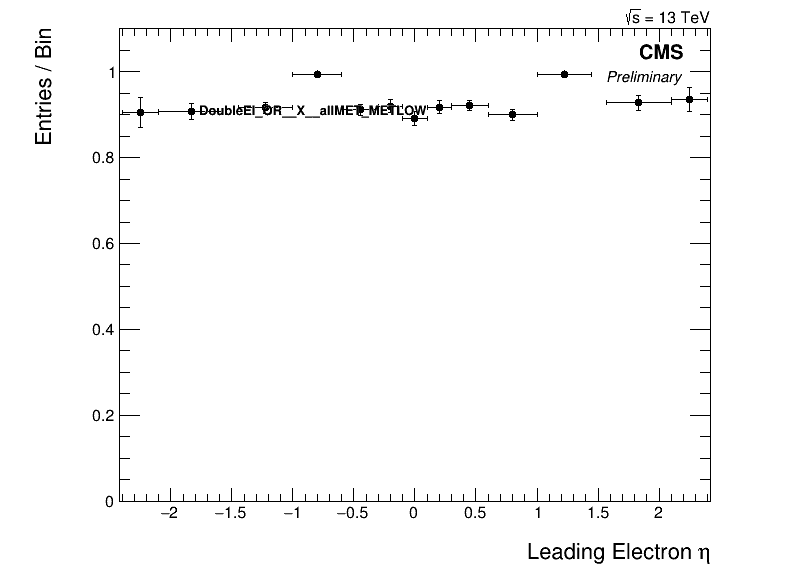 √s = 13 TeV
CMS
Preliminary
Entries / Bin
1
DoubleEl_OR__X__allMET_METLOW
0.8
0.6
0.4
0.2
0
−2 −1.5 −1 −0.5 0 0.5 1 1.5 2
Leading Electron η